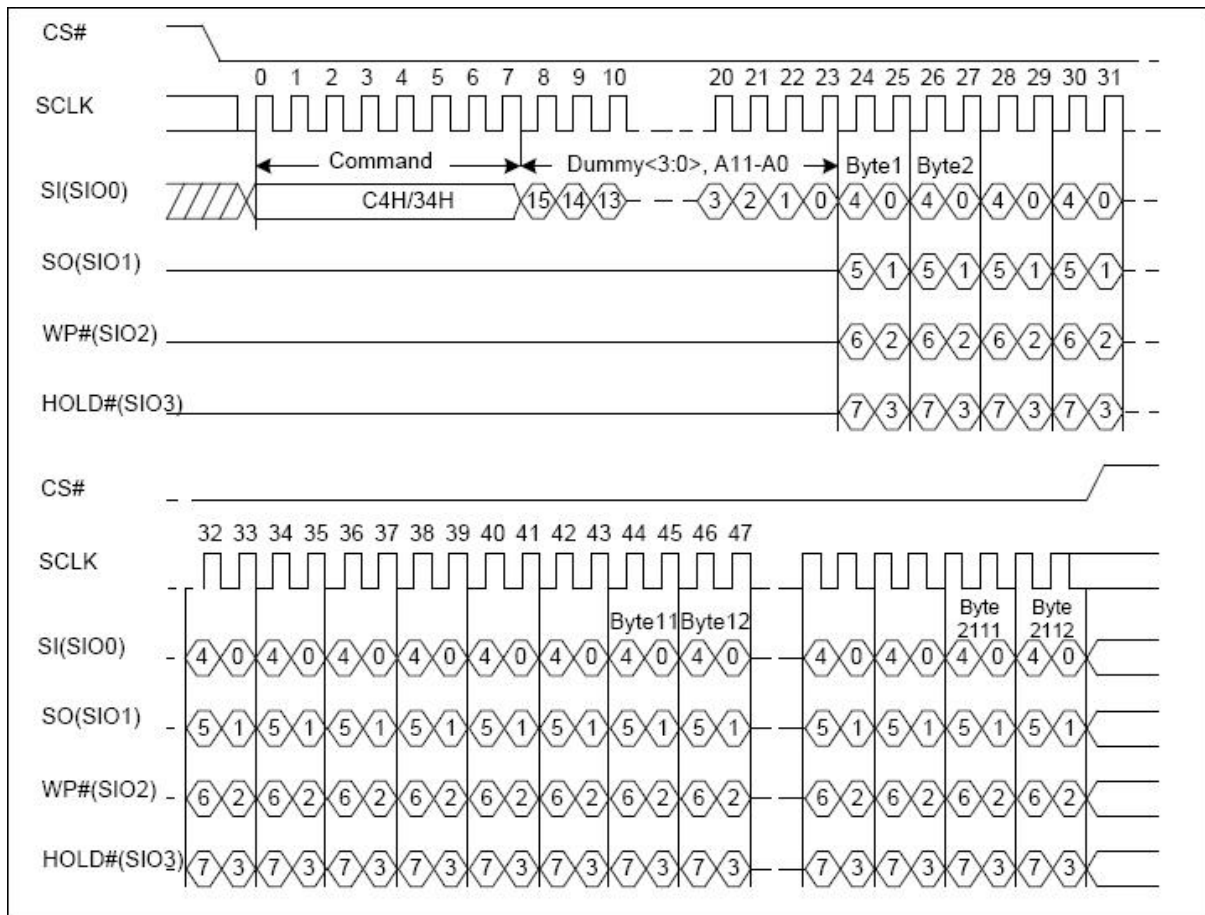 CS#
0 1 2 3 4 5 6 7 8 9 10 20 21 22 23 24 25 26 27 28 29 30 31
SCLK
Command Dummy<3:0>, A11-A0 Byte1 Byte2
SI(SIO0) C4H/34H 15 14 13 3 2 1 0 4 0 4 0 4 0 4 0
SO(SIO1) 5 1 5 1 5 1 5 1
WP#(SIO2) 6 2 6 2 6 2 6 2
HOLD#(SIO3) 7 3 7 3 7 3 7 3
CS#
32 33 34 35 36 37 38 39 40 41 42 43 44 45 46 47
SCLK
Byte11 Byte12 Byte 2111 Byte 2112
SI(SIO0) 4 0 4 0 4 0 4 0 4 0 4 0 4 0 4 0 4 0 4 0 4 0 4 0
SO(SIO1) 5 1 5 1 5 1 5 1 5 1 5 1 5 1 5 1 5 1 5 1 5 1 5 1
WP#(SIO2) 6 2 6 2 6 2 6 2 6 2 6 2 6 2 6 2 6 2 6 2 6 2 6 2
HOLD#(SIO3) 7 3 7 3 7 3 7 3 7 3 7 3 7 3 7 3 7 3 7 3 7 3 7 3